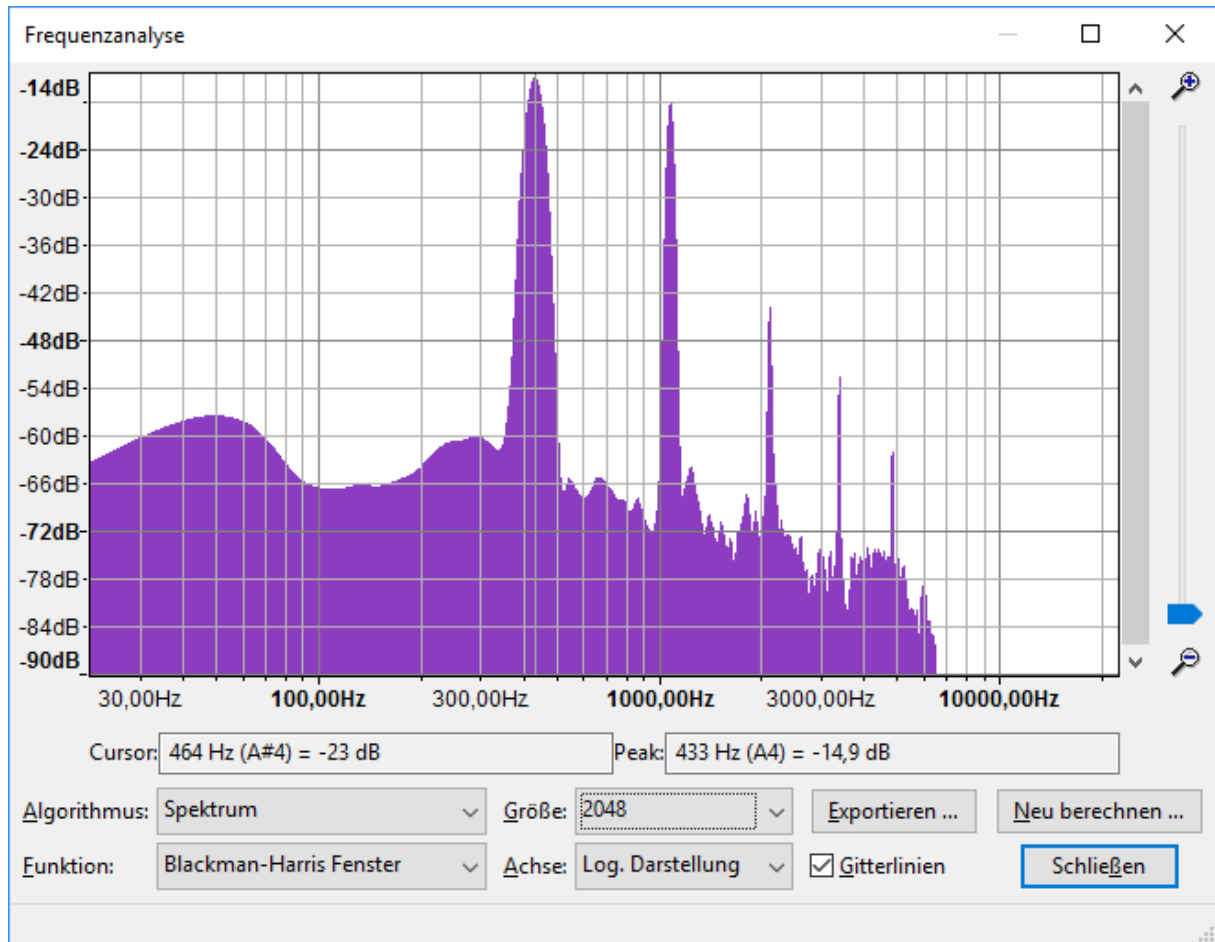 Frequenzanalyse
-14dB
-24dB
-30dB
-36dB
-42dB
-48dB
-54dB
-60dB
-66dB
-72dB
-78dB
-84dB
-90dB
30,00Hz 100,00Hz 300,00Hz 1000,00Hz 3000,00Hz 10000,00Hz
Cursor: 464 Hz (A#4) = -23 dB Peak: 433 Hz (A4) = -14,9 dB
Algorithmus: Spektrum Größe: 2048 Exportieren ... Neu berechnen ...
Funktion: Blackman-Harris Fenster Achse: Log. Darstellung Gitterlinien Schließen